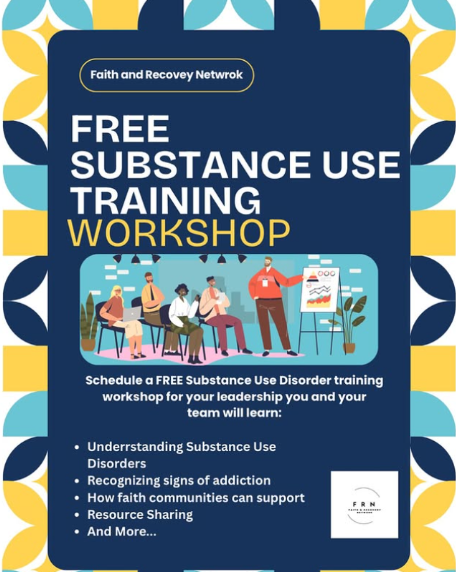 Faith and Recovey Netwrok
FREE
SUBSTANCE USE
TRAINING
WORKSHOP
Schedule a FREE Substance Use Disorder training
workshop for your leadership you and your
team will learn:
• Underrstanding Substance Use
Disorders
• Recognizing signs of addiction
• How faith communities can support
• Resource Sharing
• And More...
F R N